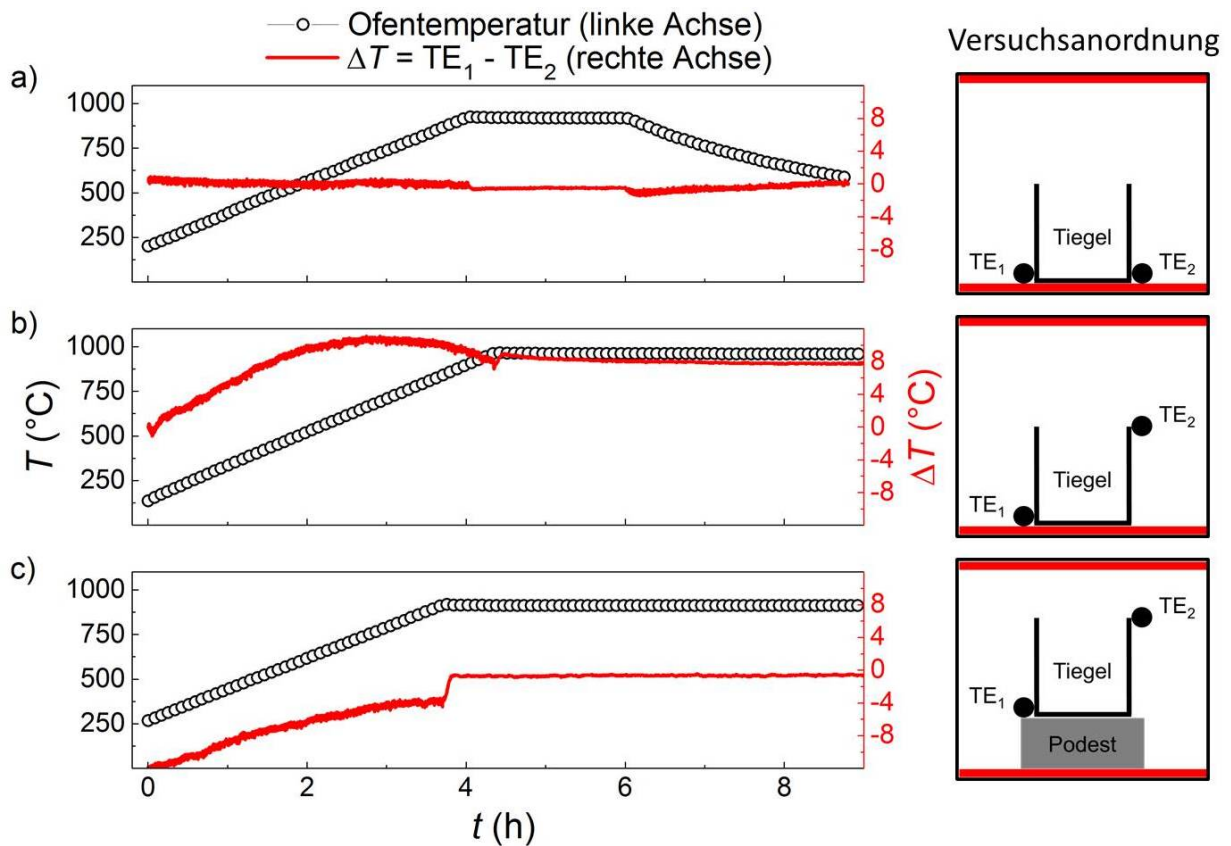 Ofentemperatur (linke Achse)
ΔT = TE₁ - TE₂ (rechte Achse)
Versuchsanordnung
a)
1000
750
500
250
8
4
0
-4
-8
Tiegel
TE₁
TE₂
b)
1000
750
500
250
8
4
0
-4
-8
T (°C)
ΔT (°C)
TE₂
Tiegel
TE₁
c)
1000
750
500
250
8
4
0
-4
-8
0
2
4
6
8
t (h)
TE₂
Tiegel
TE₁
Podest